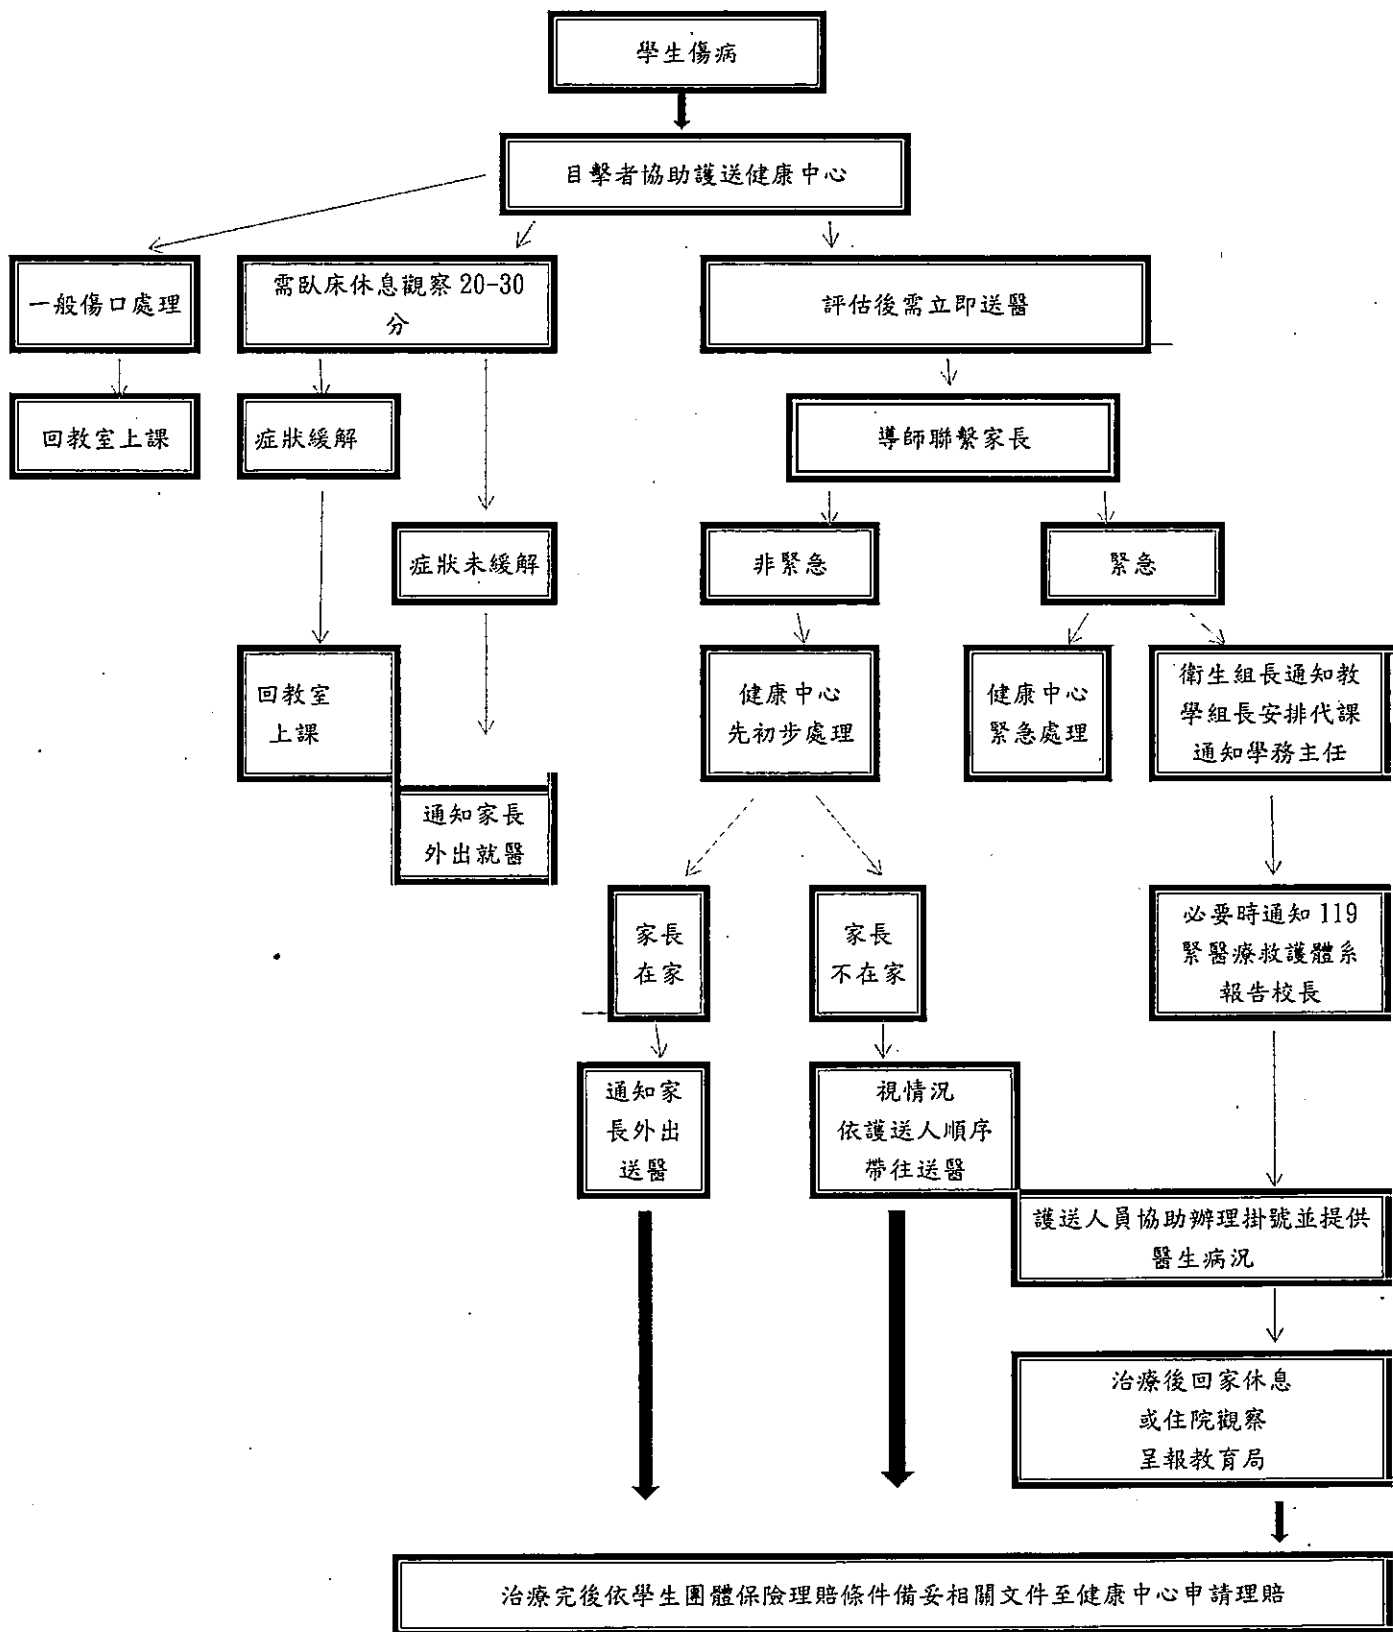 學生傷病
目擊者協助護送健康中心
一般傷口處理
需臥床休息觀察 20-30
分
評估後需立即送醫
回教室上課
症狀緩解
導師聯繫家長
症狀未緩解
非緊急
緊急
回教室
上課
健康中心
先初步處理
健康中心
緊急處理
衛生組長通知教
學組長安排代課
通知學務主任
通知家長
外出就醫
家長
在家
家長
不在家
必要時通知 119
緊醫療救護體系
報告校長
通知家
長外出
送醫
視情況
依護送人順序
帶往送醫
護送人員協助辦理掛號並提供
醫生病況
治療後回家休息
或住院觀察
呈報教育局
治療完後依學生團體保險理賠條件備妥相關文件至健康中心申請理賠